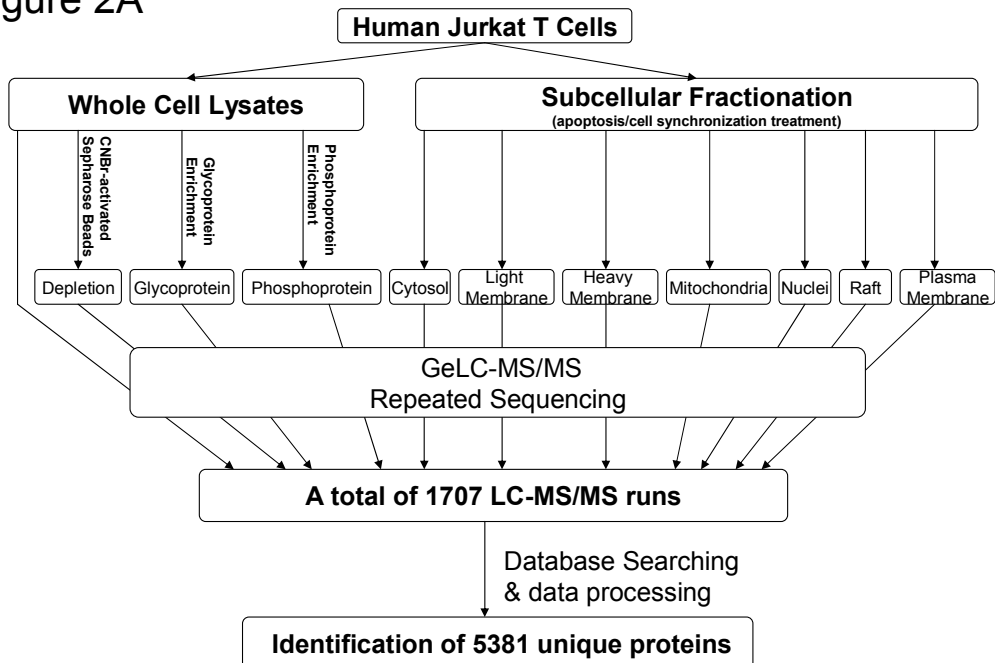 gure 2A
Human Jurkat T Cells
Whole Cell Lysates
Subcellular Fractionation
(apoptosis/cell synchronization treatment)
CNBr-activated
Sepharose Beads
Glycoprotein
Enrichment
Phosphoprotein
Enrichment
Depletion
Glycoprotein
Phosphoprotein
Cytosol
Light
Membrane
Heavy
Membrane
Mitochondria
Nuclei
Raft
Plasma
Membrane
GeLC-MS/MS
Repeated Sequencing
A total of 1707 LC-MS/MS runs
Database Searching
& data processing
Identification of 5381 unique proteins